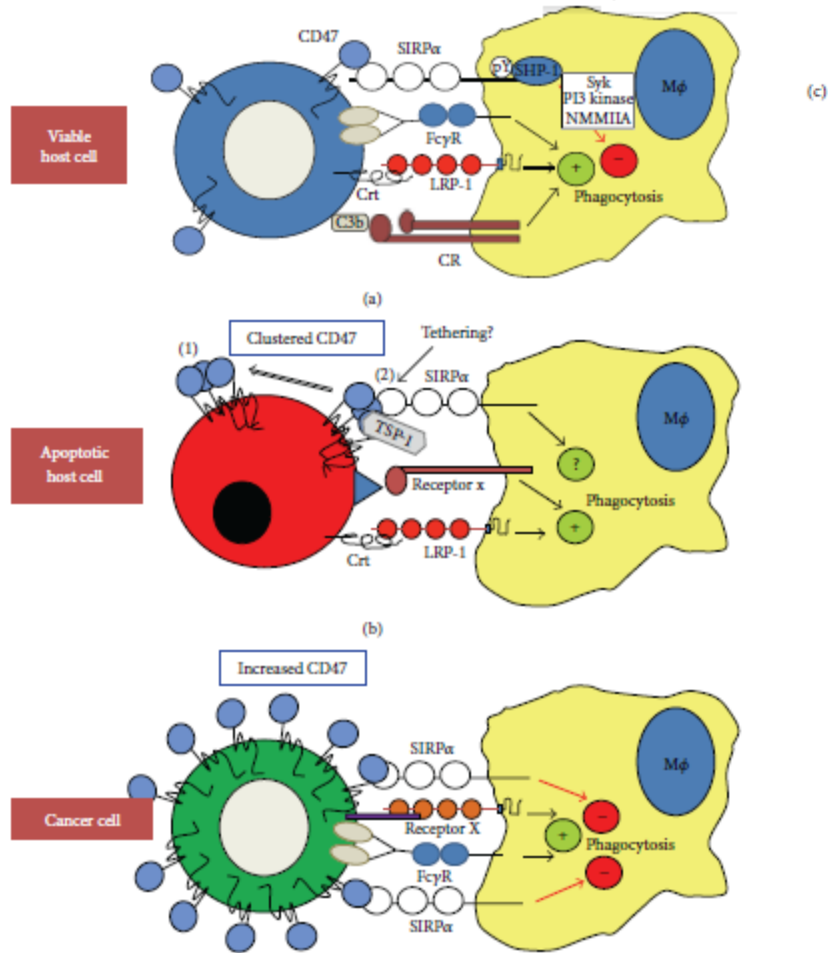 CD47
SIRPα
pY
SHP-1
Syk
PI3 kinase
NMMIIA
Mϕ
(c)
Viable
host cell
FcγR
LRP-1
Crt
+
−
Phagocytosis
C3b
CR
(a)
Clustered CD47
Tethering?
(1)
(2)
SIRPα
TSP-1
Mϕ
Apoptotic
host cell
Receptor x
?
Phagocytosis
+
LRP-1
Crt
(b)
Increased CD47
SIRPα
Mϕ
Cancer cell
Receptor X
−
+
Phagocytosis
−
FcγR
SIRPα